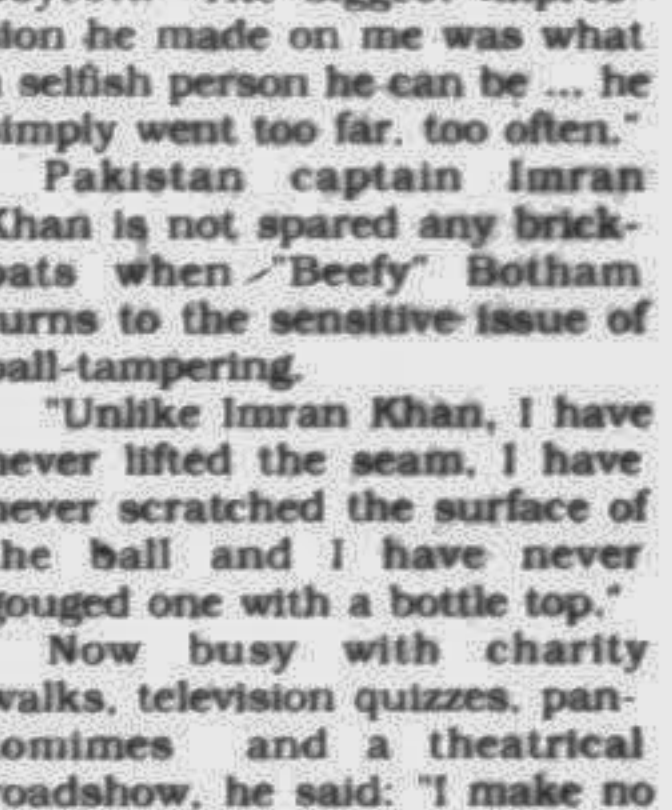 sion he made on me was what
selfish person he can be ... he
simply went too far, too often."
Pakistan captain Imran
Khan is not spared any brick-
bats when "Beefy" Botham
turns to the sensitive issue of
ball-tampering.
"Unlike Imran Khan, I have
never lifted the seam, I have
never scratched the surface of
the ball and I have never
gouged one with a bottle top."
Now busy with charity
walks, television quizzes, pan-
tomimes and a theatrical
roadshow, he said: "I make no